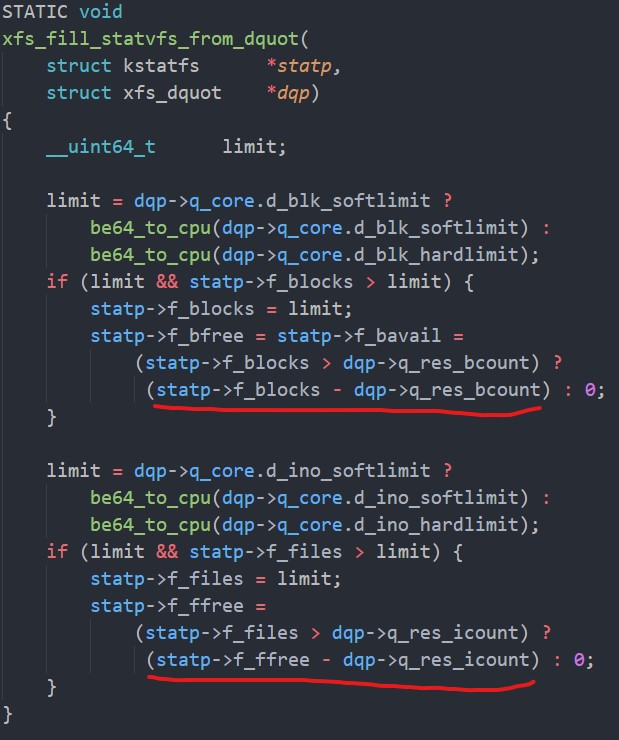 STATIC void
xfs_fill_statvfs_from_dquot(
    struct kstatfs      *statp,
    struct xfs_dquot    *dqp)
{
    __uint64_t      limit;

    limit = dqp->q_core.d_blk_softlimit ?
        be64_to_cpu(dqp->q_core.d_blk_softlimit) :
        be64_to_cpu(dqp->q_core.d_blk_hardlimit);
    if (limit && statp->f_blocks > limit) {
        statp->f_blocks = limit;
        statp->f_bfree = statp->f_bavail =
            (statp->f_blocks > dqp->q_res_bcount) ?
             (statp->f_blocks - dqp->q_res_bcount) : 0;
    }

    limit = dqp->q_core.d_ino_softlimit ?
        be64_to_cpu(dqp->q_core.d_ino_softlimit) :
        be64_to_cpu(dqp->q_core.d_ino_hardlimit);
    if (limit && statp->f_files > limit) {
        statp->f_files = limit;
        statp->f_ffree =
            (statp->f_files > dqp->q_res_icount) ?
             (statp->f_ffree - dqp->q_res_icount) : 0;
    }
}